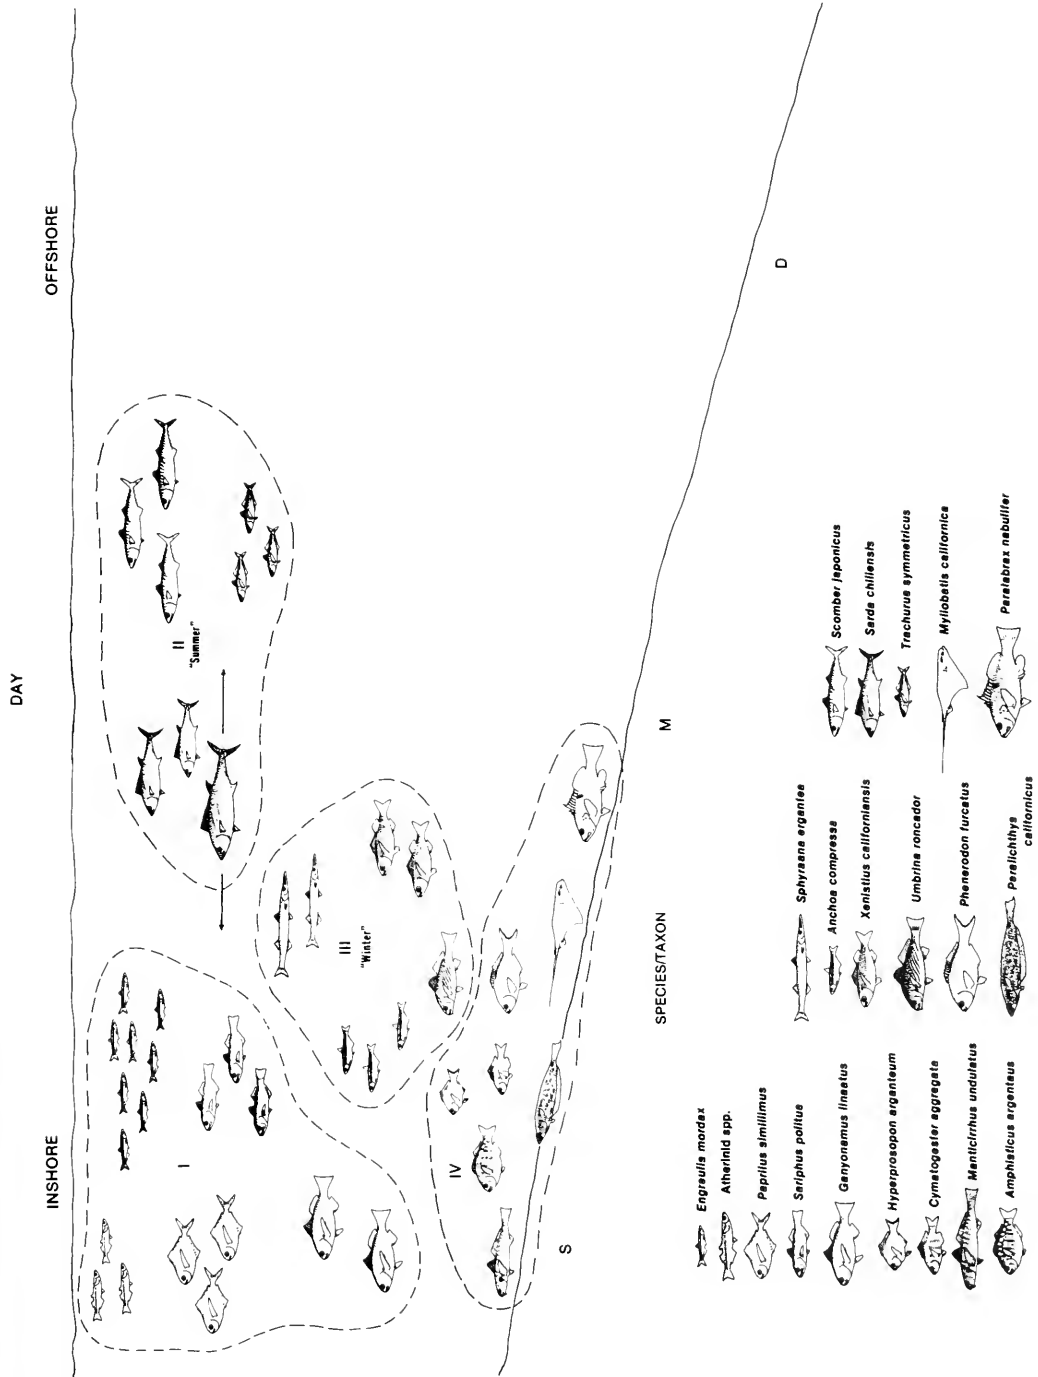 DAY
INSHORE
OFFSHORE
I
II
"Summer"
III
"Winter"
IV
S
M
D
SPECIES/TAXON
Engraulis mordax
Atherinid spp.
Peprilus simillimus
Seriphus politus
Genyonemus lineatus
Hyperprosopon argenteum
Cymatogaster aggregata
Menticirrhus undulatus
Amphisticus argenteus
Sphyraena argentea
Anchoa compressa
Xenistius californiensis
Umbrina roncador
Phanerodon furcatus
Paralichthys
californicus
Scomber japonicus
Sarda chiliensis
Trachurus symmetricus
Myliobatis californica
Paralabrax nebulifer